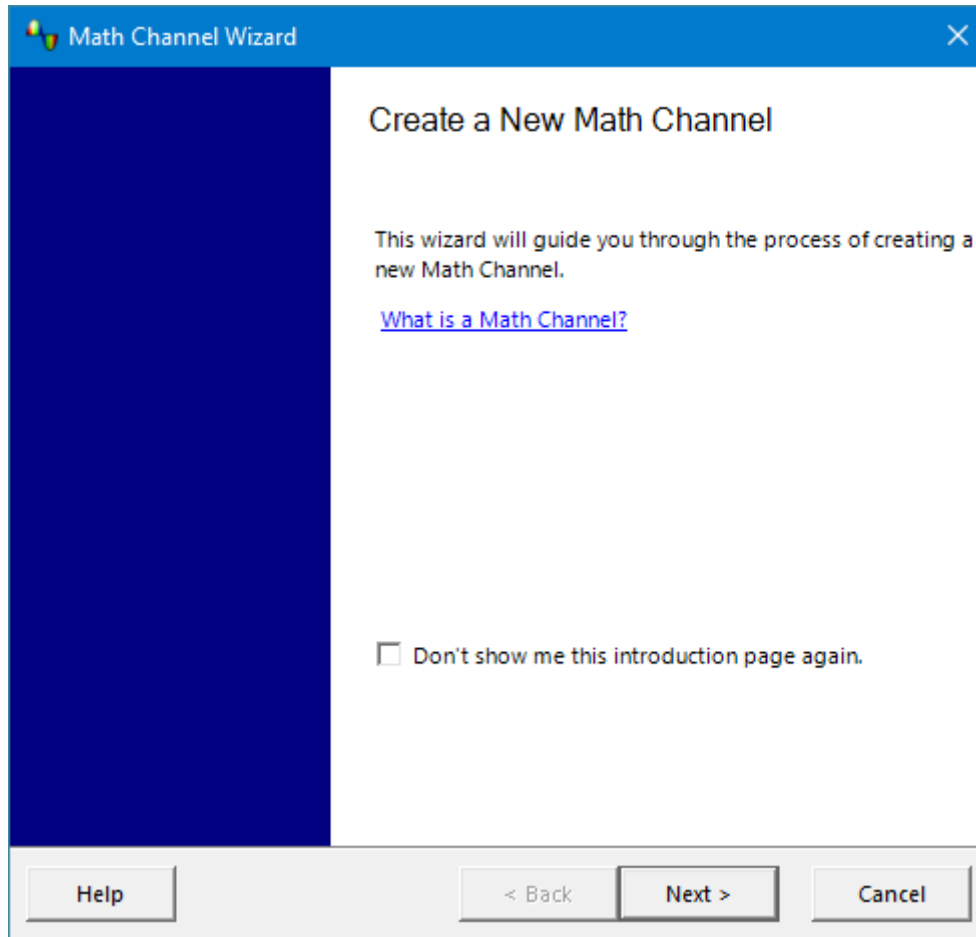 Math Channel Wizard
Create a New Math Channel
This wizard will guide you through the process of creating a
new Math Channel.
What is a Math Channel?
Don't show me this introduction page again.
Help
< Back
Next >
Cancel